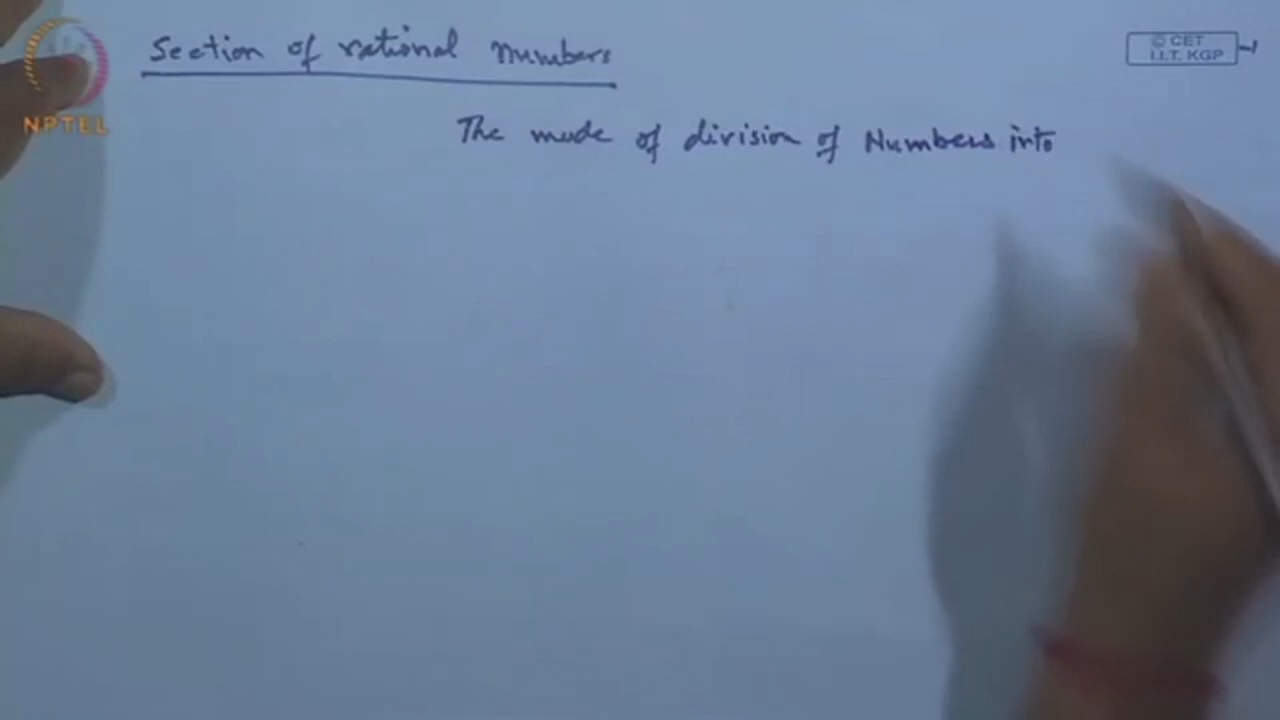 Section of rational Numbers
© CET
I.I.T. KGP
NPTEL
The mode of division of Numbers into